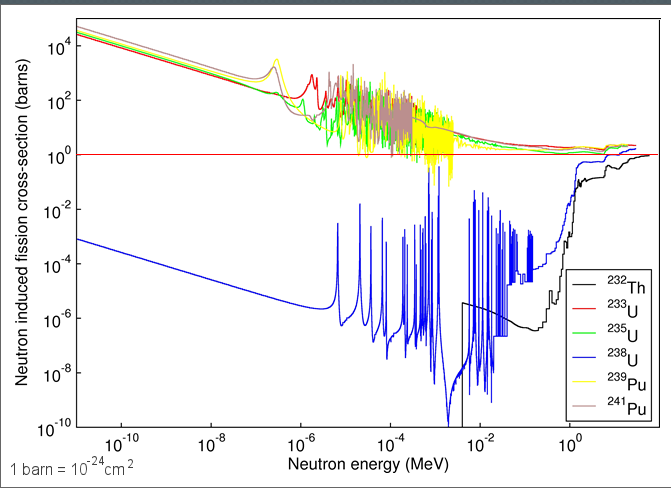 Neutron induced fission cross-section (barns)
10^4
10^2
10^0
10^-2
10^-4
10^-6
10^-8
10^-10
232Th
233U
235U
238U
239Pu
241Pu
10^-10 10^-8 10^-6 10^-4 10^-2 10^0
Neutron energy (MeV)
1 barn = 10^-24cm^2